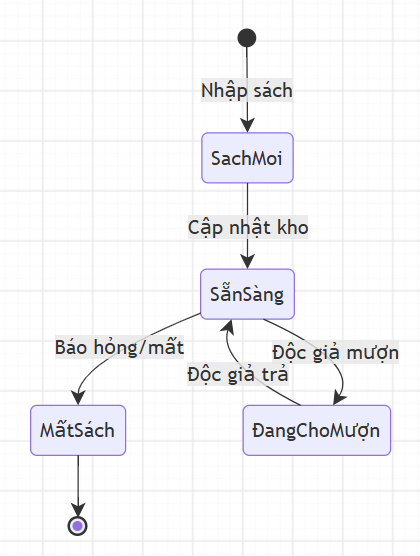 Nhập sách
SachMoi
Cập nhật kho
SẵnSàng
Báo hỏng/mất
Độc giả mượn
Độc giả trả
MấtSách
ĐangChoMượn